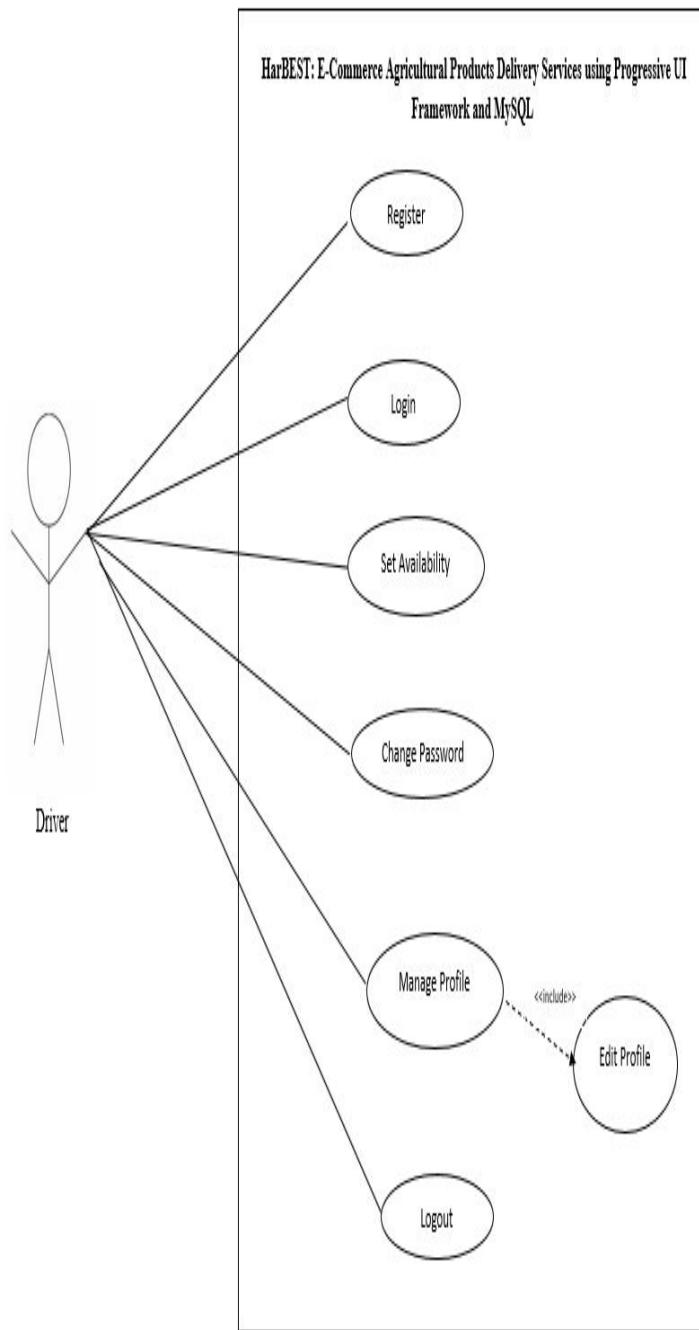 HarBEST: E-Commerce Agricultural Products Delivery Services using Progressive UI
Framework and MySQL
Register
Login
Set Availability
Change Password
Driver
Manage Profile
<<include>>
Edit Profile
Logout